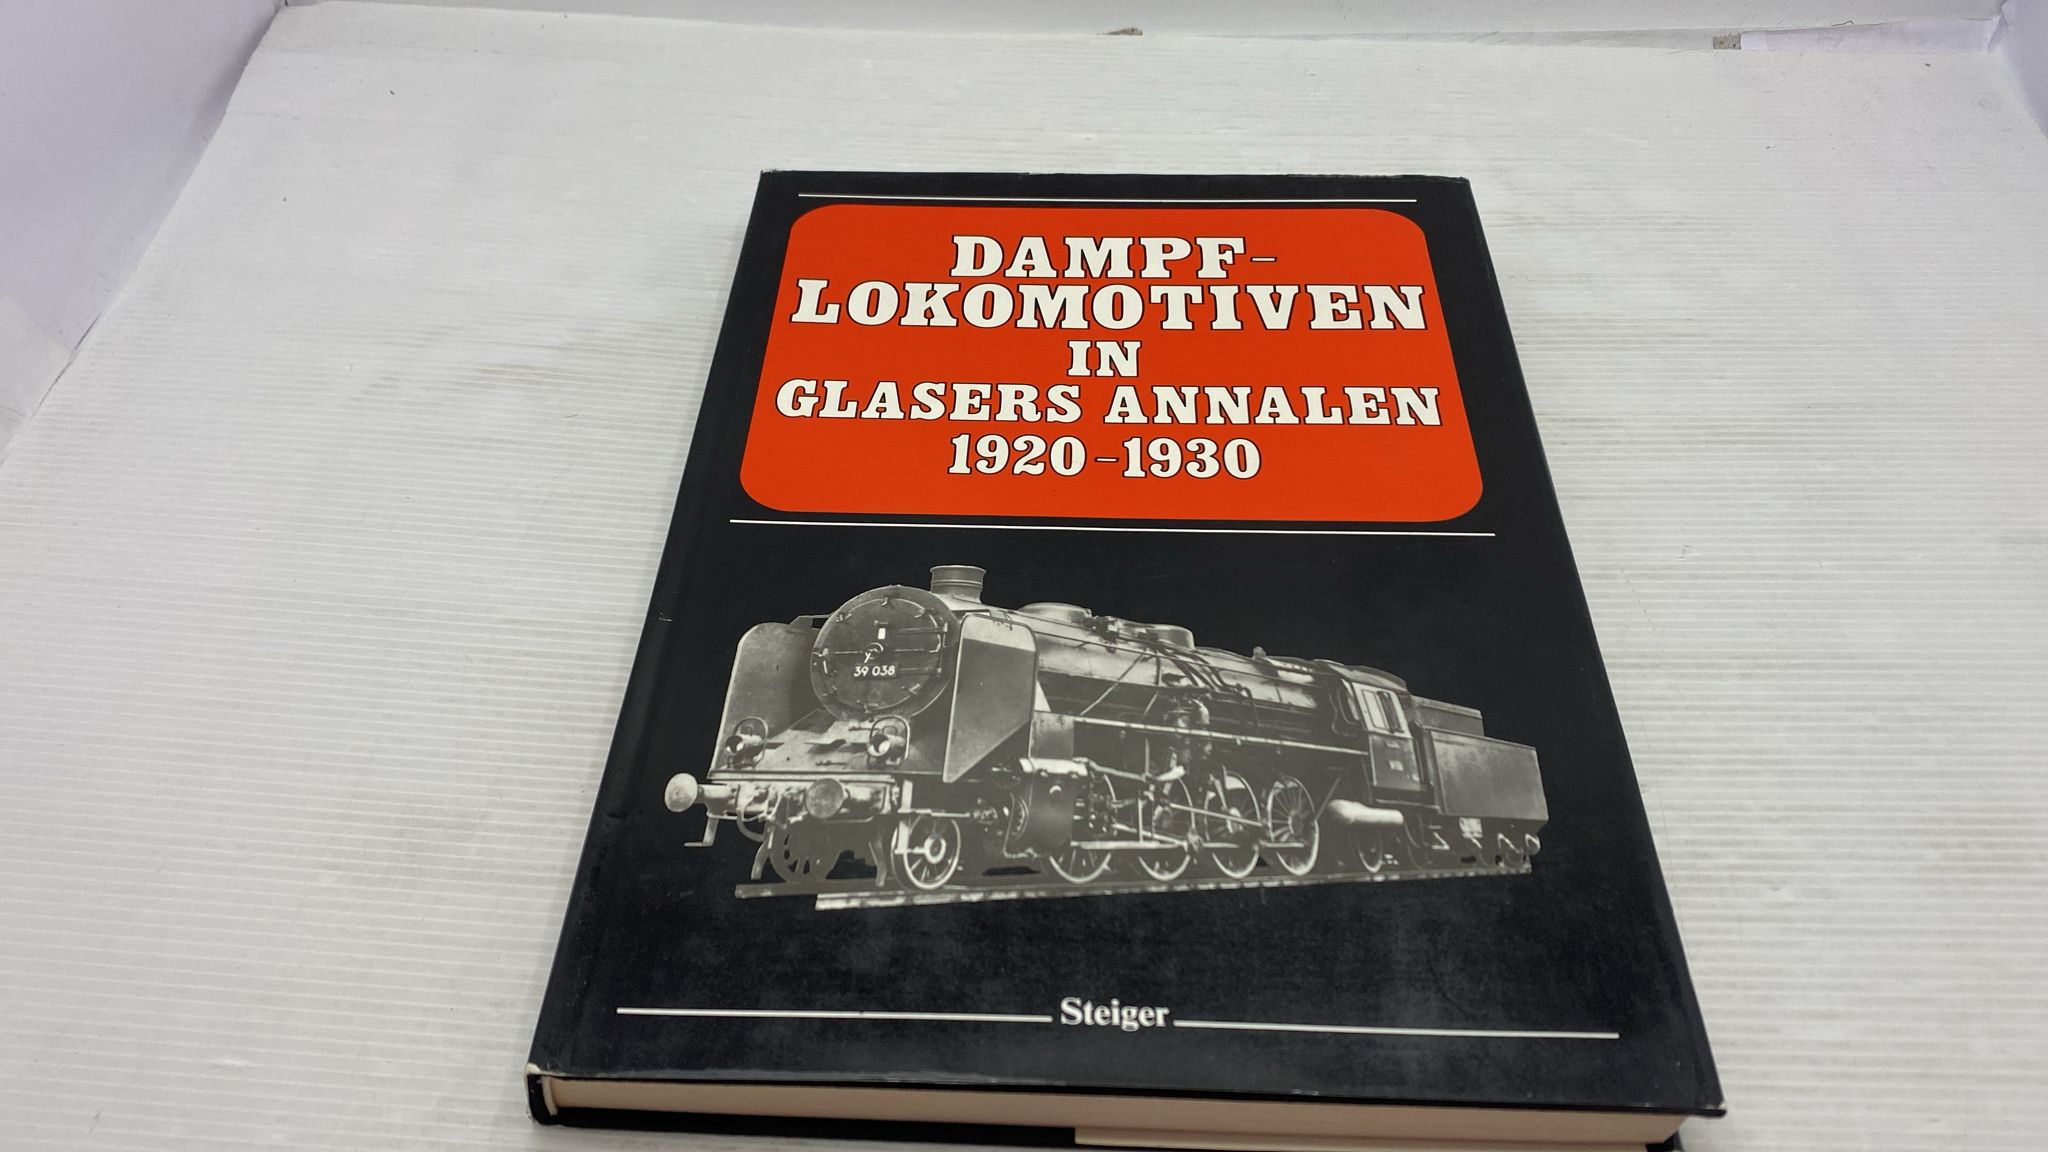 DAMPF-
LOKOMOTIVEN
IN
GLASERS ANNALEN
1920-1930
39 038
Steiger